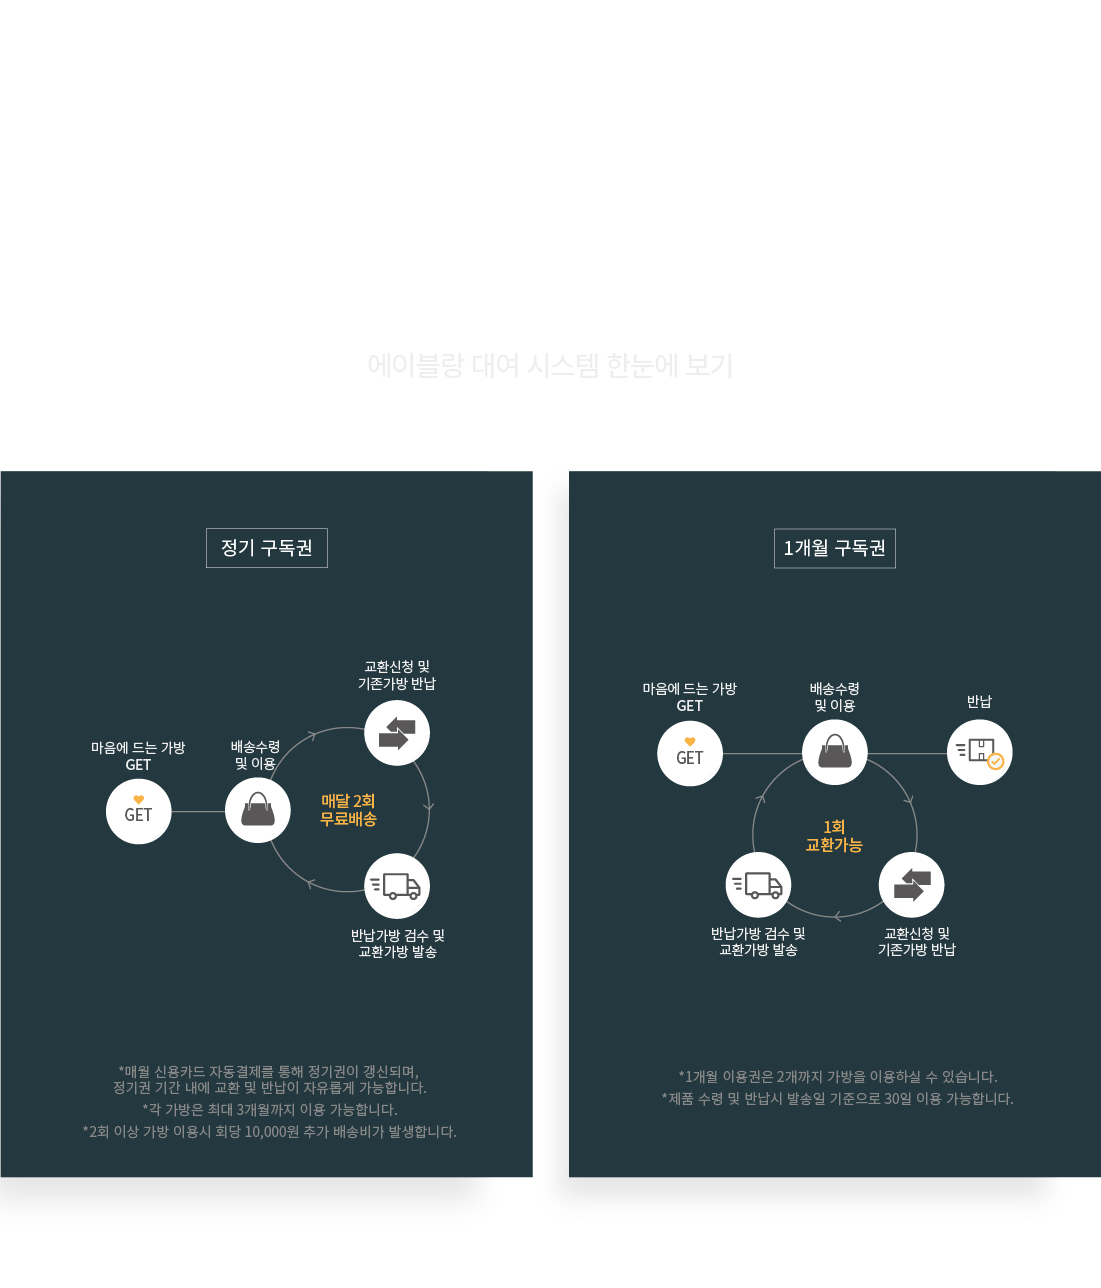 에이블랑 대여 시스템 한눈에 보기
정기 구독권
교환신청 및
기존가방 반납
마음에 드는 가방
GET
배송수령
및 이용
GET
매달 2회
무료배송
반납가방 검수 및
교환가방 발송
*매월 신용카드 자동결제를 통해 정기권이 갱신되며,
정기권 기간 내에 교환 및 반납이 자유롭게 가능합니다.
*각 가방은 최대 3개월까지 이용 가능합니다.
*2회 이상 가방 이용시 회당 10,000원 추가 배송비가 발생합니다.
1개월 구독권
마음에 드는 가방
GET
배송수령
및 이용
반납
GET
1회
교환가능
반납가방 검수 및
교환가방 발송
교환신청 및
기존가방 반납
*1개월 이용권은 2개까지 가방을 이용하실 수 있습니다.
*제품 수령 및 반납시 발송일 기준으로 30일 이용 가능합니다.